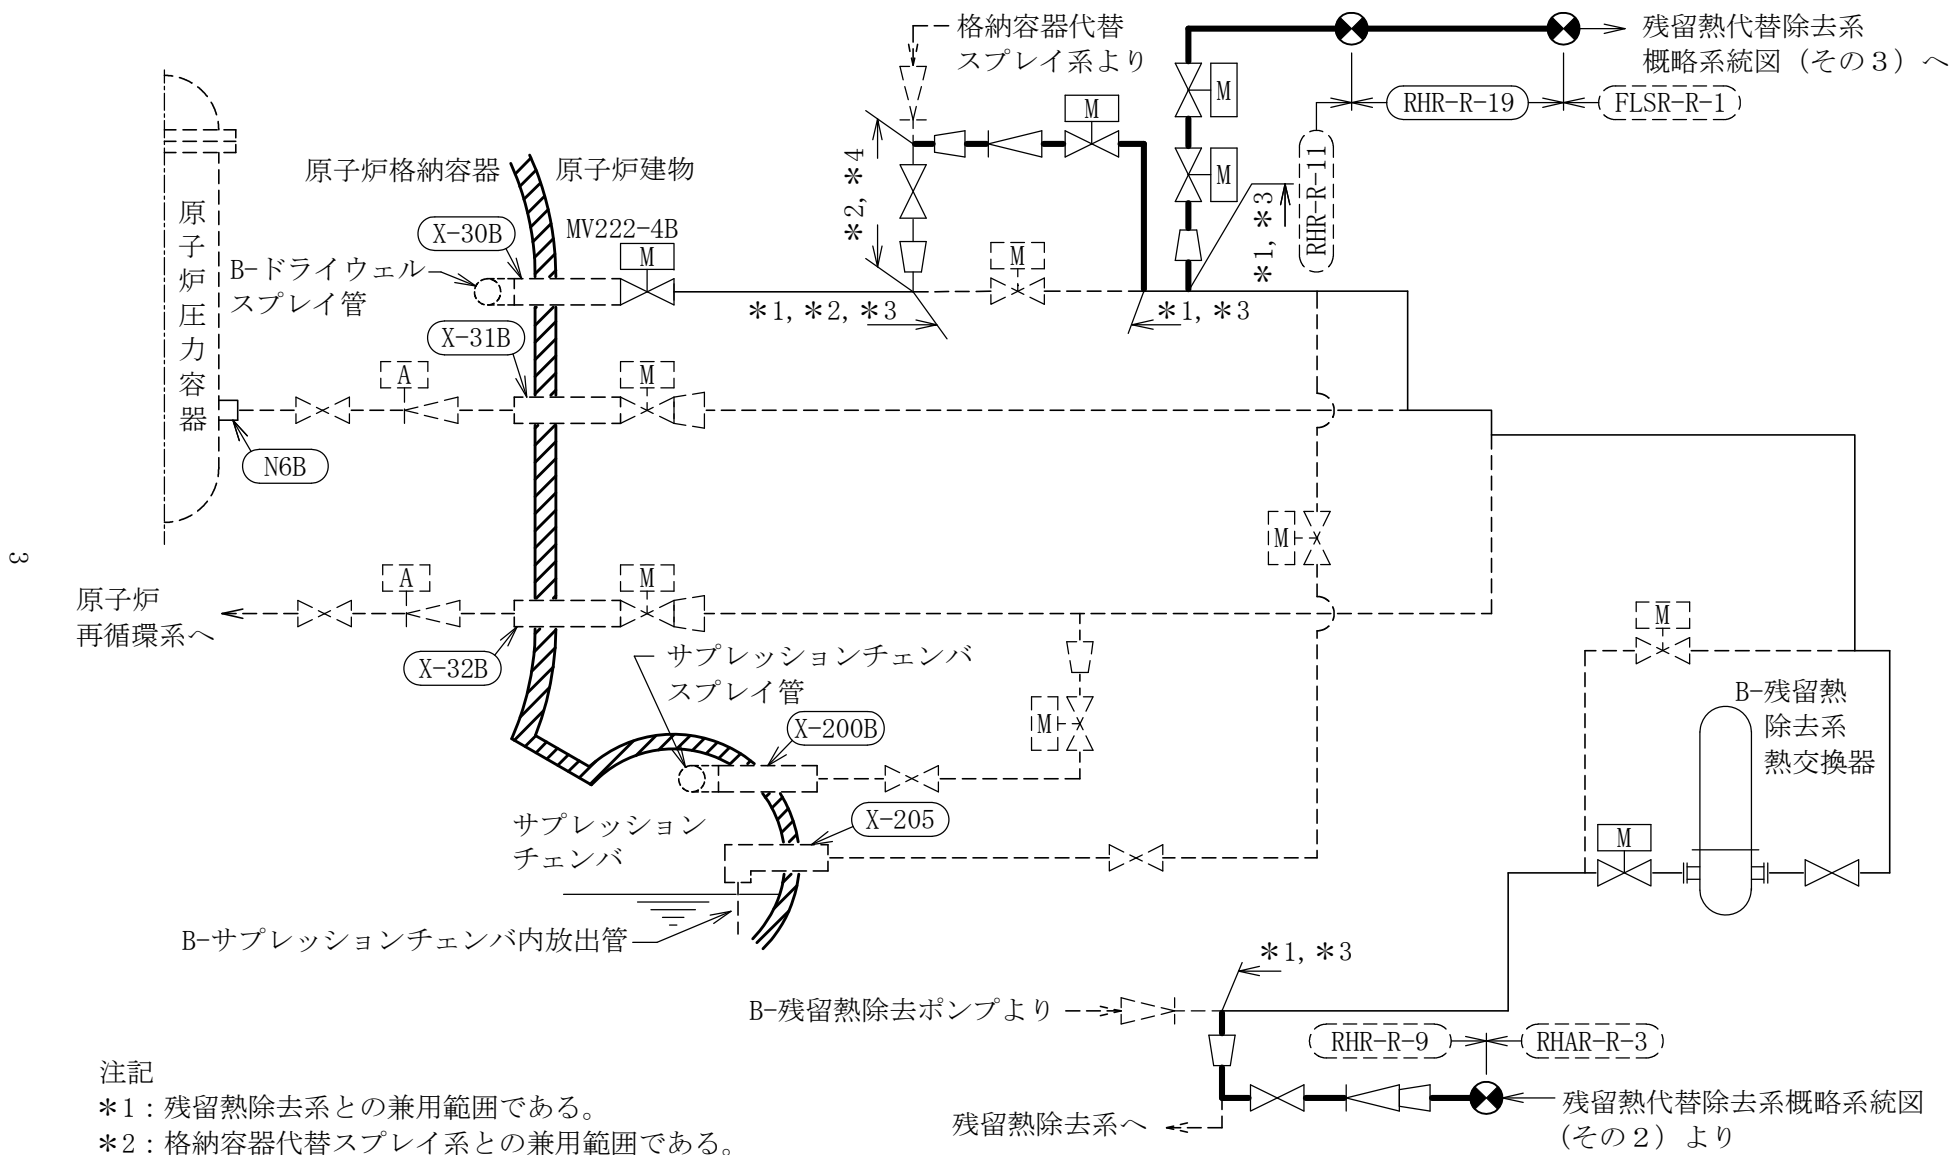 格納容器代替
スプレイ系より
残留熱代替除去系
概略系統図（その３）へ
M
M
RHR-R-19
FLSR-R-1
M
RHR-R-11
＊2, ＊4
＊1, ＊3
原子炉格納容器
原子炉建物
原子炉圧力容器
X-30B
MV222-4B
M
M
B-ドライウェル
スプレイ管
＊1, ＊2, ＊3
＊1, ＊3
X-31B
A
M
N6B
M
A
M
原子炉
再循環系へ
X-32B
サプレッションチェンバ
スプレイ管
M
M
B-残留熱
除去系
熱交換器
X-200B
サプレッション
チェンバ
X-205
M
B-サプレッションチェンバ内放出管
＊1, ＊3
B-残留熱除去ポンプより
RHR-R-9
RHAR-R-3
残留熱代替除去系概略系統図
(その２）より
残留熱除去系へ
注記
＊1：残留熱除去系との兼用範囲である。
＊2：格納容器代替スプレイ系との兼用範囲である。
3